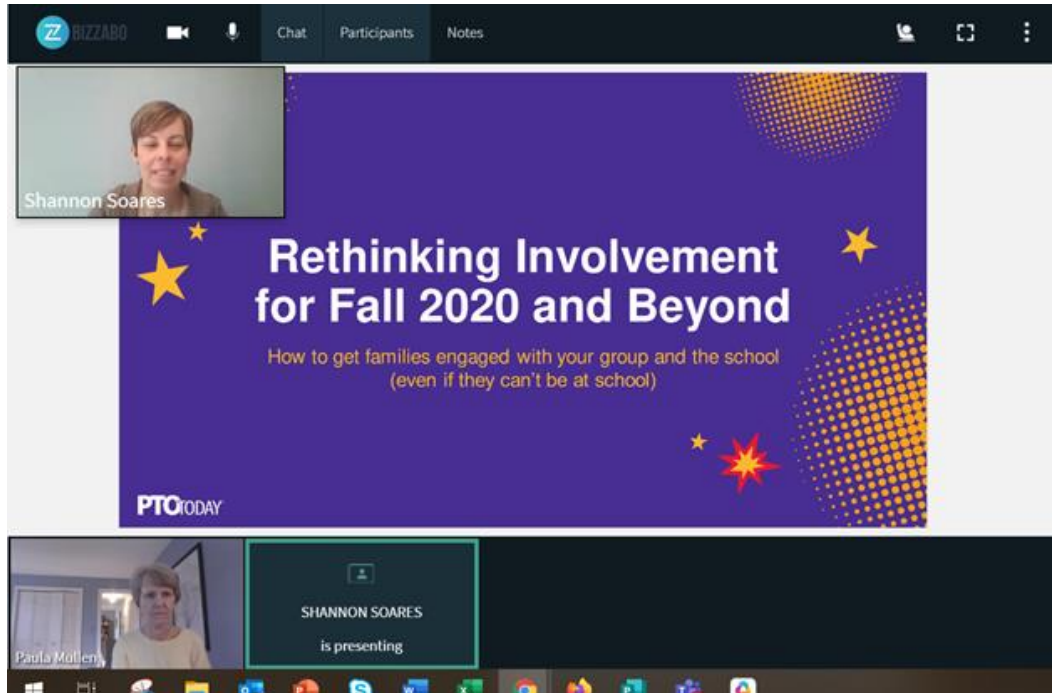 BIZZABO
Chat
Participants
Notes
Shannon Soares
Rethinking Involvement
for Fall 2020 and Beyond
How to get families engaged with your group and the school
(even if they can't be at school)
PTOTODAY
Paula Mullen
SHANNON SOARES
is presenting